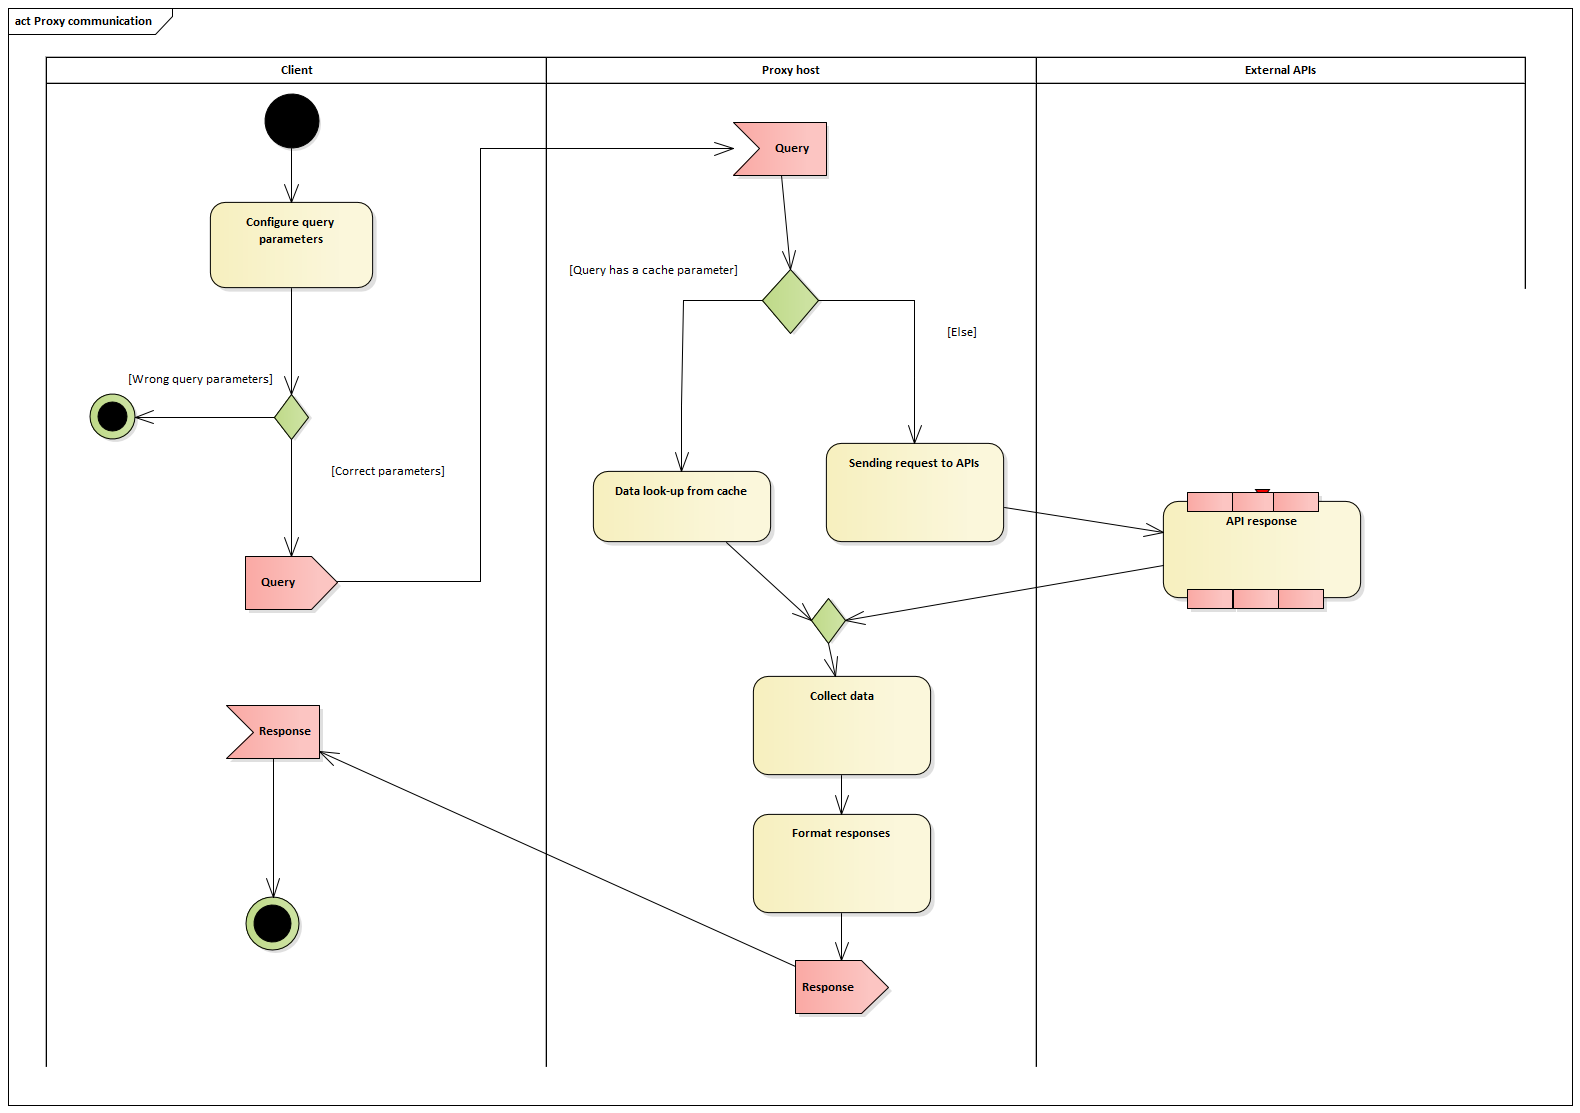 act Proxy communication
Client
Proxy host
External APIs
Query
Configure query
parameters
[Query has a cache parameter]
[Else]
[Wrong query parameters]
[Correct parameters]
Sending request to APIs
Data look-up from cache
API response
Query
Collect data
Response
Format responses
Response